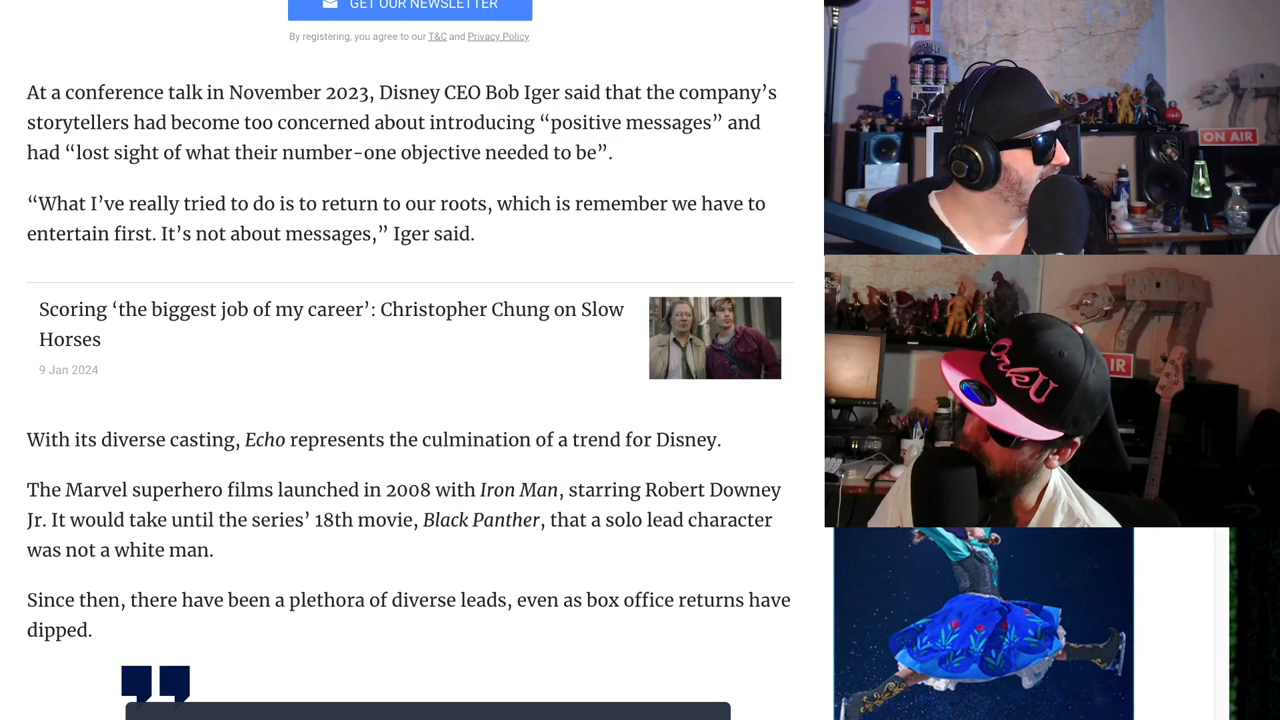 GET OUR NEWSLETTER
By registering, you agree to our T&C and Privacy Policy
At a conference talk in November 2023, Disney CEO Bob Iger said that the company’s
storytellers had become too concerned about introducing “positive messages” and
had “lost sight of what their number-one objective needed to be”.
“What I’ve really tried to do is to return to our roots, which is remember we have to
entertain first. It’s not about messages,” Iger said.
Scoring ‘the biggest job of my career’: Christopher Chung on Slow
Horses
9 Jan 2024
With its diverse casting, Echo represents the culmination of a trend for Disney.
The Marvel superhero films launched in 2008 with Iron Man, starring Robert Downey
Jr. It would take until the series’ 18th movie, Black Panther, that a solo lead character
was not a white man.
Since then, there have been a plethora of diverse leads, even as box office returns have
dipped.
ON AIR
OrkU
IR